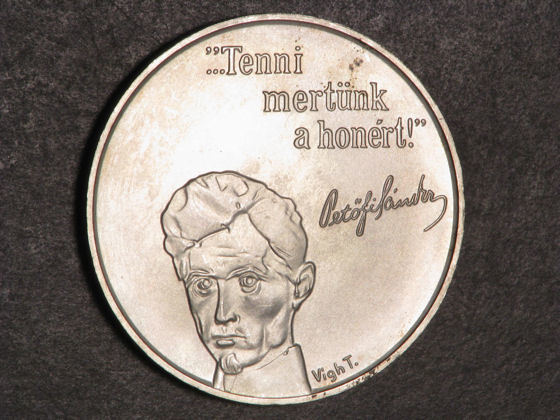 "...Tenni
mertünk
a honért!"
Petőfi Sándor
Vigh T.